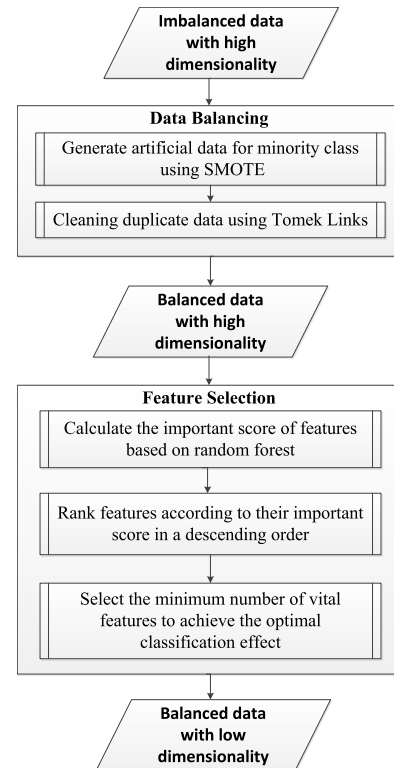 Imbalanced data
with high
dimensionality
Data Balancing
Generate artificial data for minority class
using SMOTE
Cleaning duplicate data using Tomek Links
Balanced data
with high
dimensionality
Feature Selection
Calculate the important score of features
based on random forest
Rank features according to their important
score in a descending order
Select the minimum number of vital
features to achieve the optimal
classification effect
Balanced data
with low
dimensionality